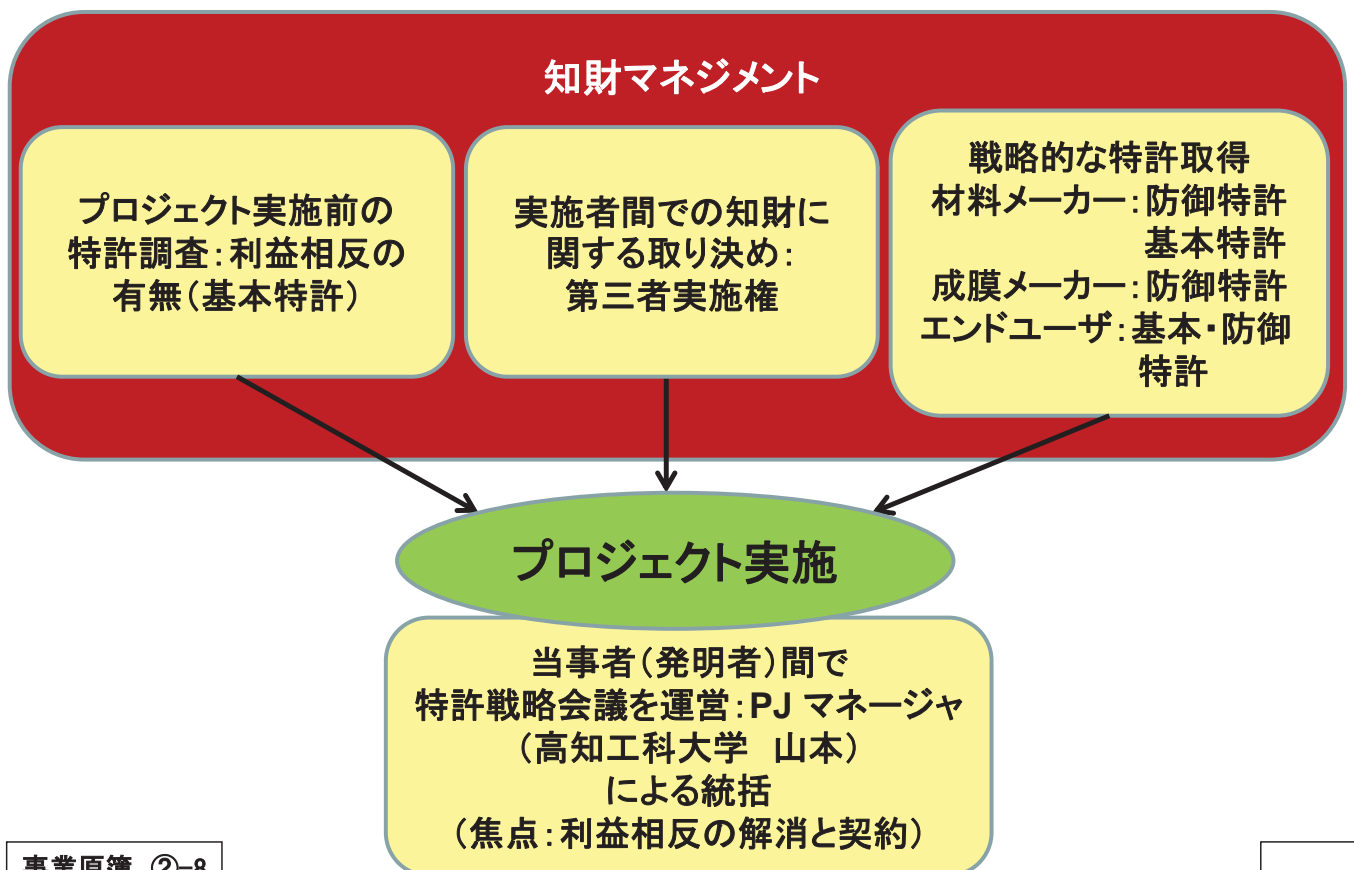 知財マネジメント
プロジェクト実施前の
特許調査：利益相反の
有無（基本特許）
実施者間での知財に
関する取り決め：
第三者実施権
戦略的な特許取得
材料メーカー：防御特許
基本特許
成膜メーカー：防御特許
エンドユーザ：基本・防御
特許
プロジェクト実施
当事者（発明者）間で
特許戦略会議を運営：PJ マネージャ
（高知工科大学　山本）
による統括
（焦点：利益相反の解消と契約）
事業原簿 ②-8